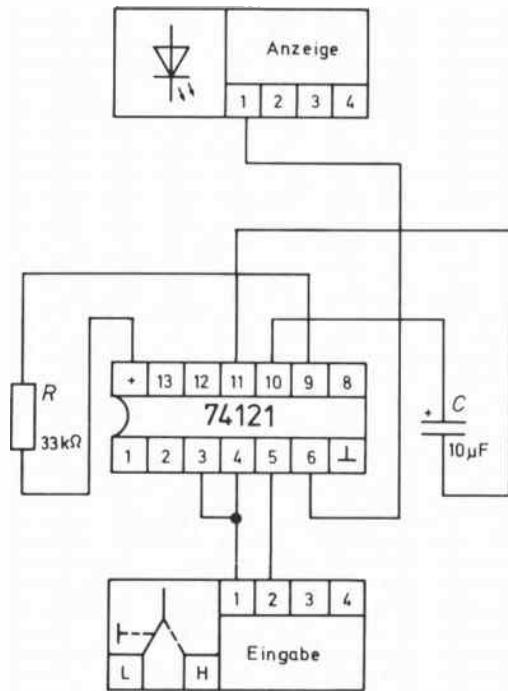 Anzeige
1 2 3 4
+ 13 12 11 10 9 8
R
33kΩ
74121
+ C
10µF
1 2 3 4 5 6 ⊥
1 2 3 4
L H
Eingabe